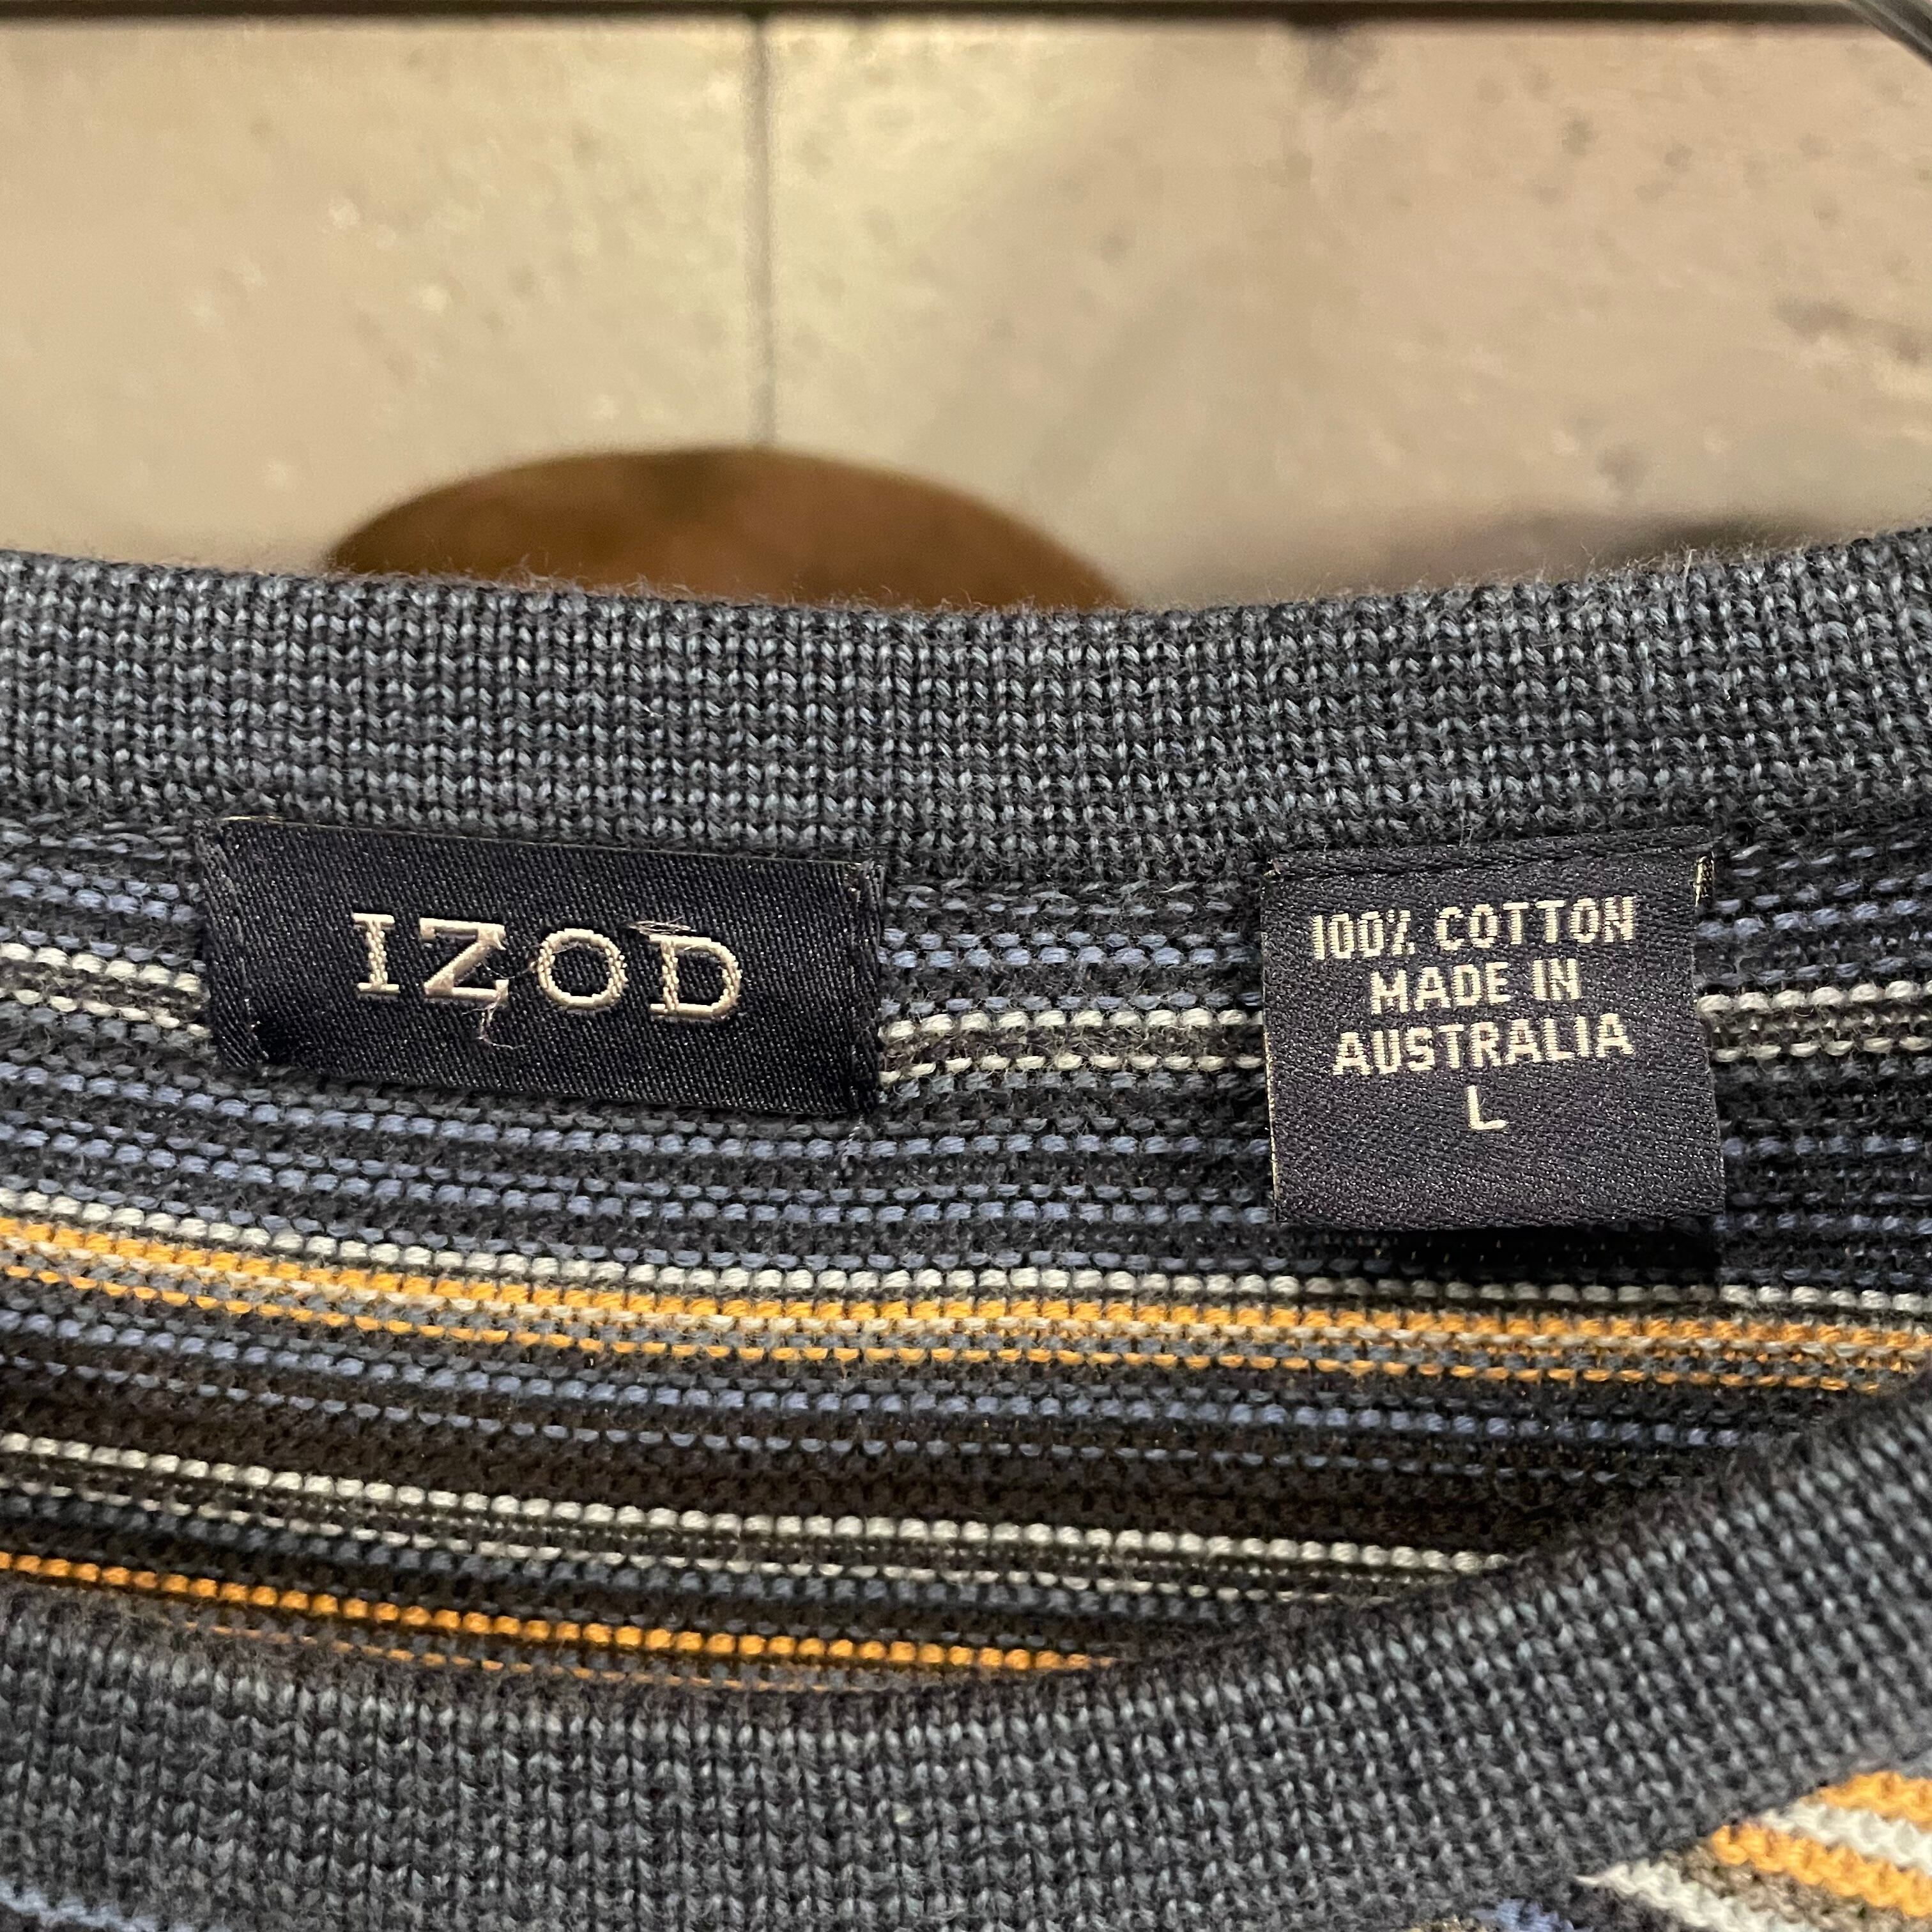 IZOD
100% COTTON
MADE IN
AUSTRALIA
L